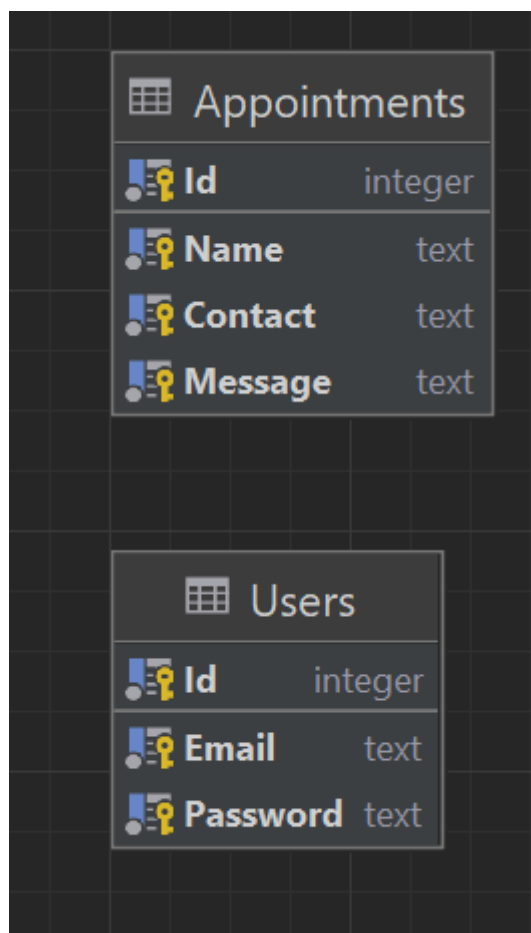 Appointments
Id integer
Name text
Contact text
Message text
Users
Id integer
Email text
Password text